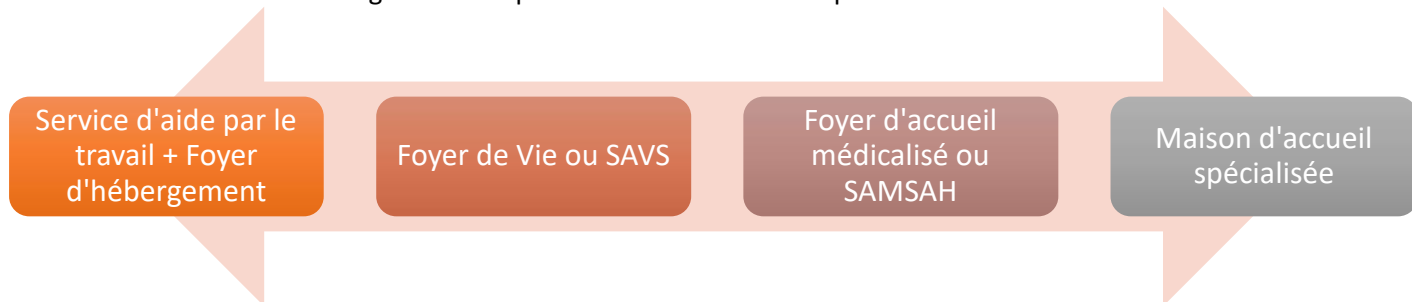 Service d'aide par le
travail + Foyer
d'hébergement
Foyer de Vie ou SAVS
Foyer d'accueil
médicalisé ou
SAMSAH
Maison d'accueil
spécialisée